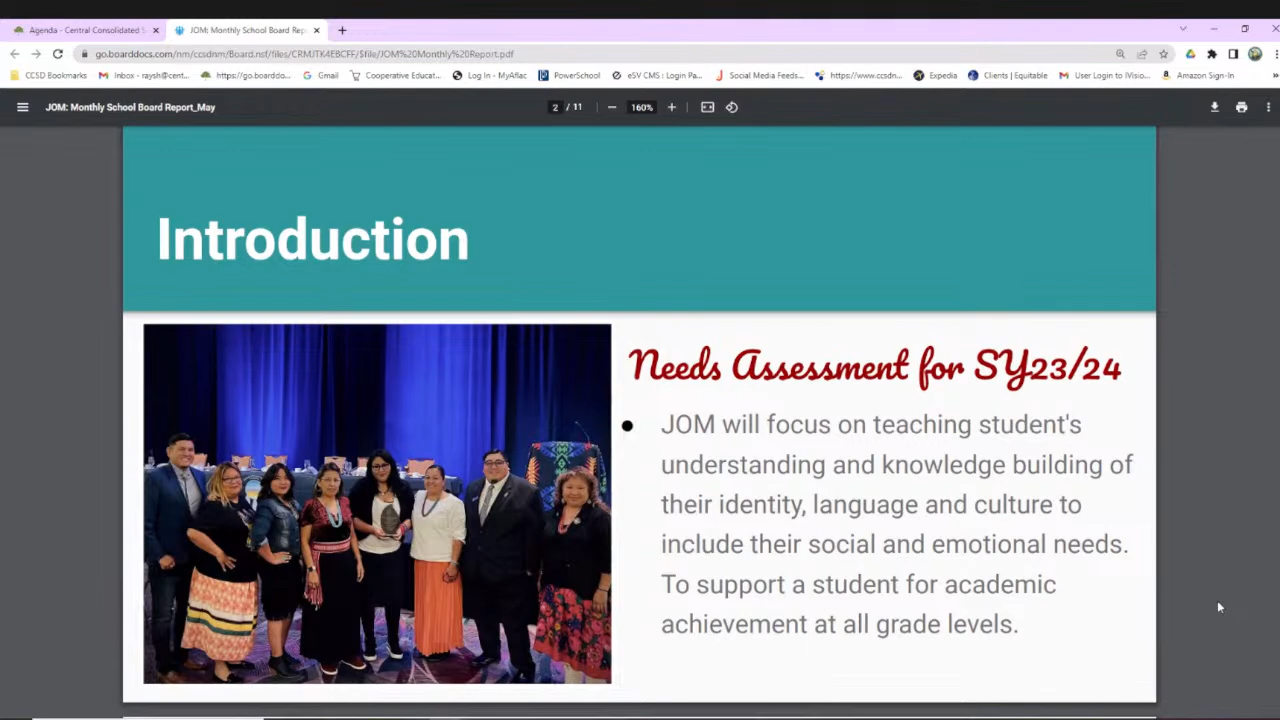 Agenda - Central Consolidated S
JOM: Monthly School Board Rep
go.boarddocs.com/nm/ccsdnm/Board.nsf/files/CRMJTK4EBCFF/$file/JOM%20Monthly%20Report.pdf
CCSD Bookmarks Inbox - raysh@cent... https://go.boarddo... Gmail Cooperative Educat... Log In - MyAflac PowerSchool eSV CMS : Login Pa... Social Media Feeds... https://www.ccsdn... Expedia Clients | Equitable User Login to iVisio... Amazon Sign-In
JOM: Monthly School Board Report_May 2 / 11 160%
Introduction
Needs Assessment for SY23/24
JOM will focus on teaching student's
understanding and knowledge building of
their identity, language and culture to
include their social and emotional needs.
To support a student for academic
achievement at all grade levels.